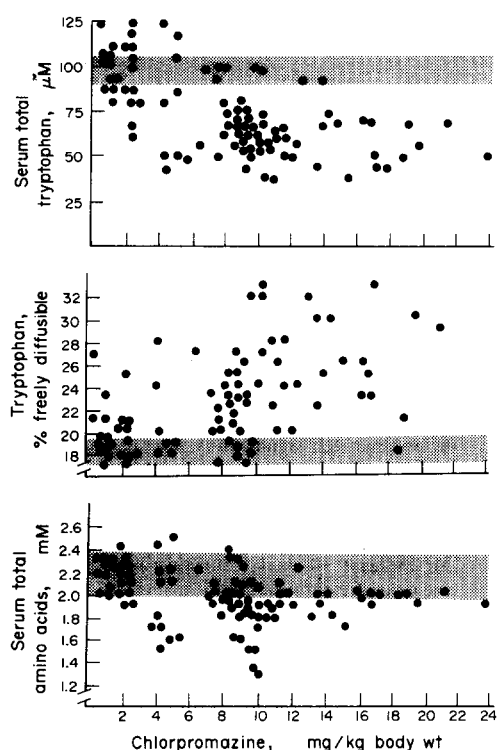 125
100
75
50
25
Serum total
tryptophan, μM
32
30
28
26
24
22
20
18
Tryptophan,
% freely diffusible
2.6
2.4
2.2
2.0
1.8
1.6
1.4
1.2
Serum total
amino acids, mM
2 4 6 8 10 12 14 16 18 20 22 24
Chlorpromazine, mg/kg body wt